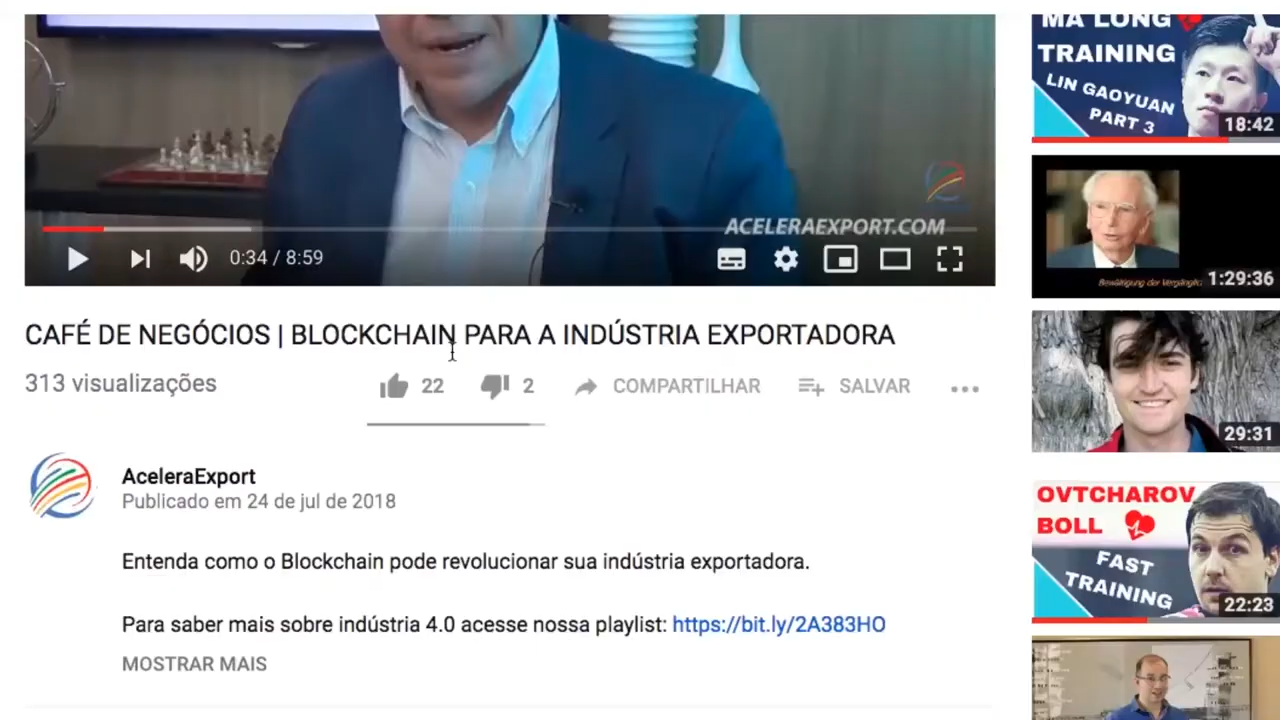 ACELERAEXPORT.COM
0:34 / 8:59
CAFÉ DE NEGÓCIOS | BLOCKCHAIN PARA A INDÚSTRIA EXPORTADORA
313 visualizações
22
2
COMPARTILHAR
SALVAR
AceleraExport
Publicado em 24 de jul de 2018
Entenda como o Blockchain pode revolucionar sua indústria exportadora.
Para saber mais sobre indústria 4.0 acesse nossa playlist: https://bit.ly/2A383HO
MOSTRAR MAIS
MA LONG
TRAINING
LIN GAOYUAN
PART 3
18:42
Bewältigung der
1:29:36
29:31
OVTCHAROV
BOLL
FAST
TRAINING
22:23